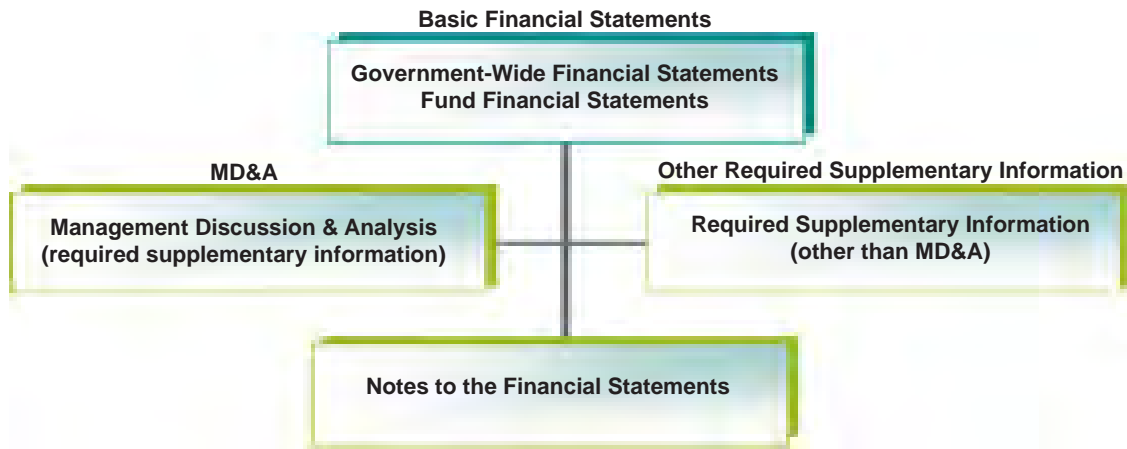 Basic Financial Statements
Government-Wide Financial Statements
Fund Financial Statements
MD&A
Management Discussion & Analysis
(required supplementary information)
Other Required Supplementary Information
Required Supplementary Information
(other than MD&A)
Notes to the Financial Statements